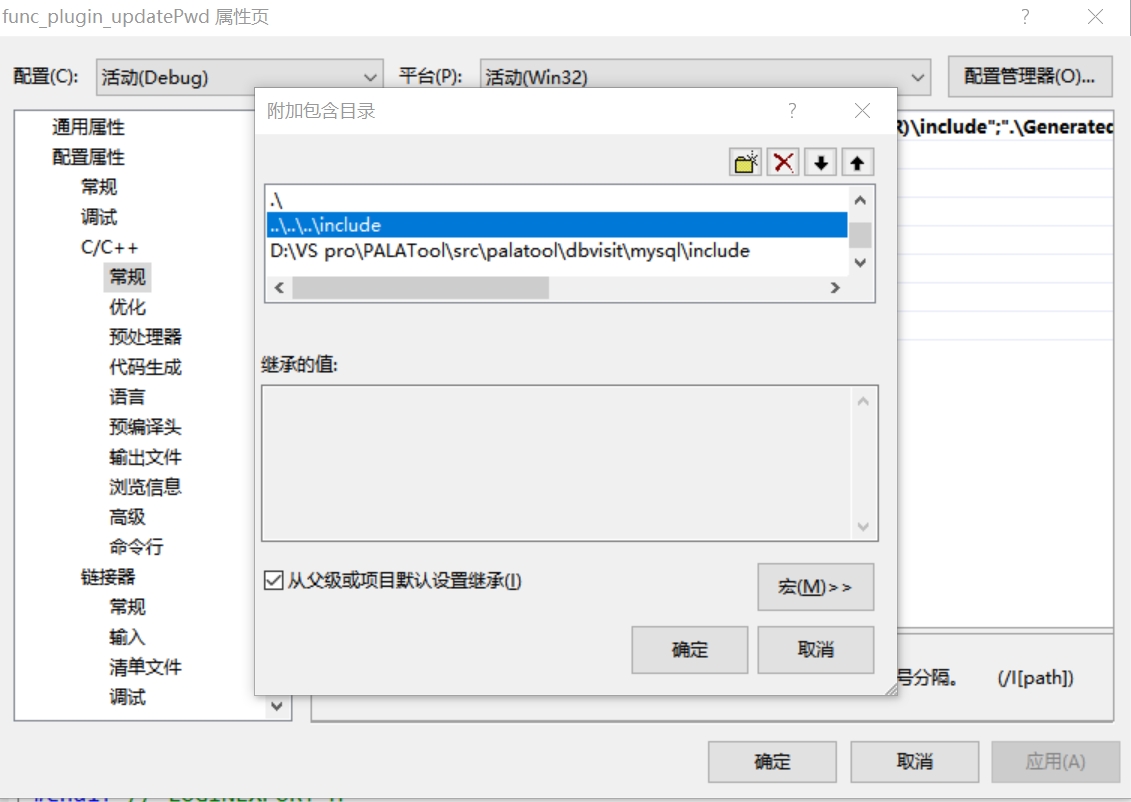 func_plugin_updatePwd 属性页
配置(C):
活动(Debug)
平台(P):
活动(Win32)
配置管理器(O)...
通用属性
配置属性
常规
调试
C/C++
常规
优化
预处理器
代码生成
语言
预编译头
输出文件
浏览信息
高级
命令行
链接器
常规
输入
清单文件
调试
附加包含目录
)\include";".\Generated
.\
..\..\..\include
D:\VS pro\PALATool\src\palatool\dbvisit\mysql\include
继承的值:
从父级或项目默认设置继承(I)
宏(M)>>
确定
取消
号分隔。 (/I[path])
确定
取消
应用(A)